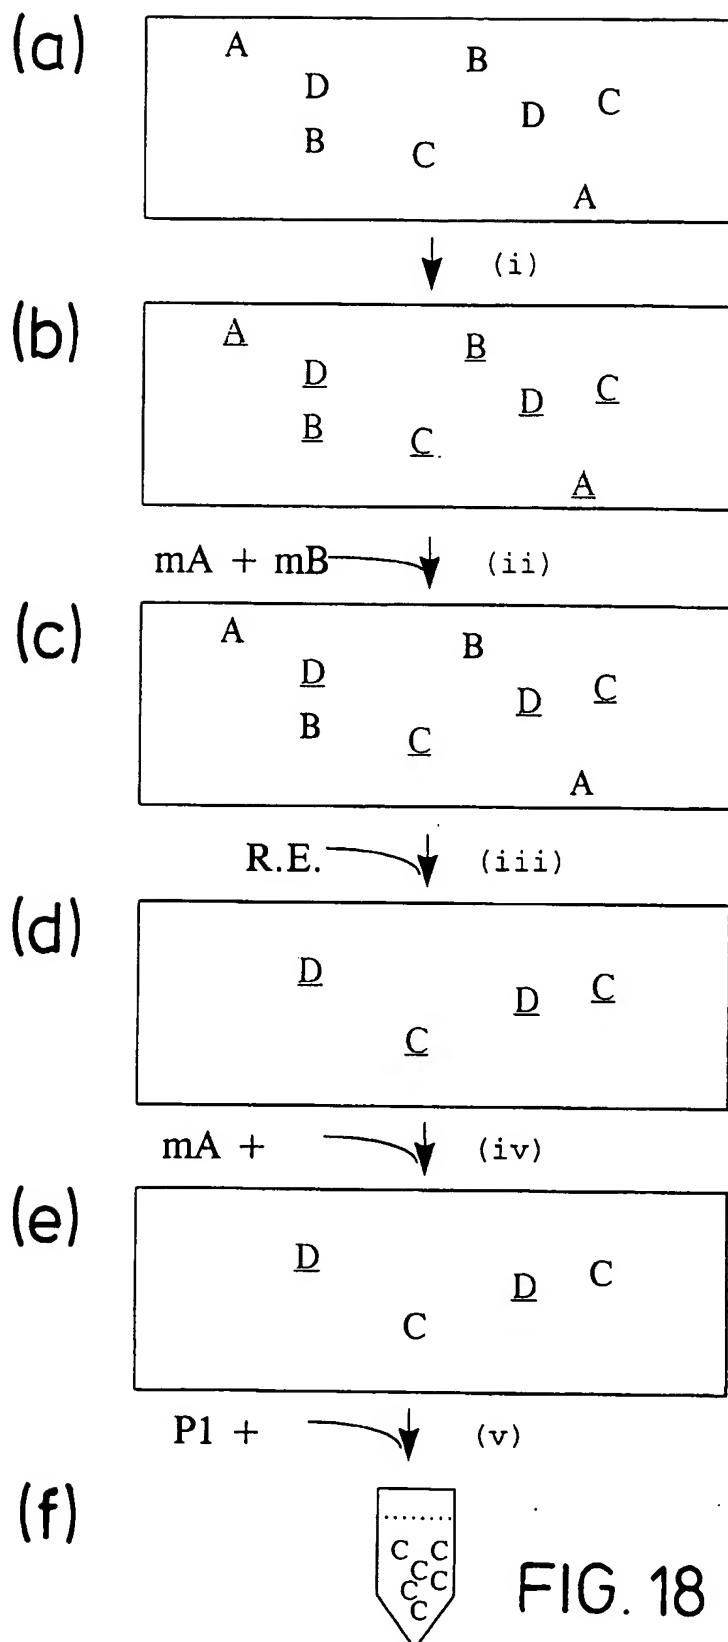 (a)
A B
D C
D
B C
A
(i)
(b)
A B
D C
D
B C
A
mA + mB (ii)
(c)
A B
D C
D
B C
A
R.E. (iii)
(d)
D C
D
C
mA + (iv)
(e)
D C
D
C
P1 + (v)
(f)
C C
C
C C
C
FIG. 18